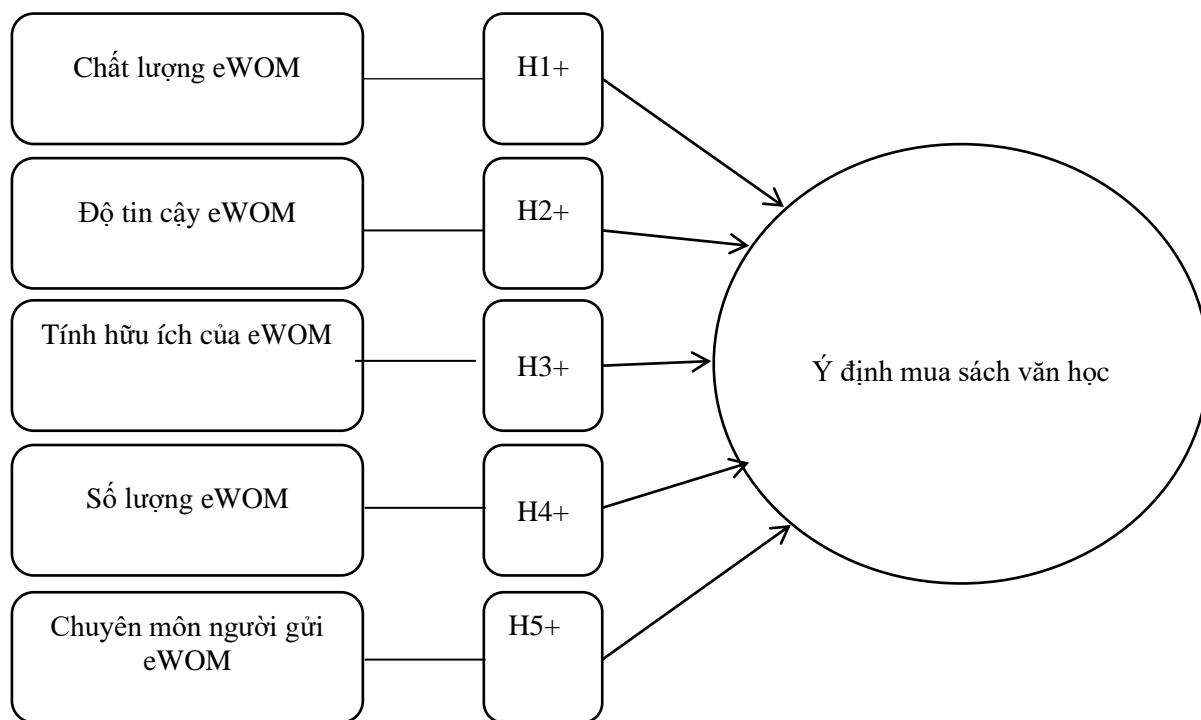 Chất lượng eWOM
H1+
Độ tin cậy eWOM
H2+
Tính hữu ích của eWOM
H3+
Ý định mua sách văn học
Số lượng eWOM
H4+
Chuyên môn người gửi
eWOM
H5+